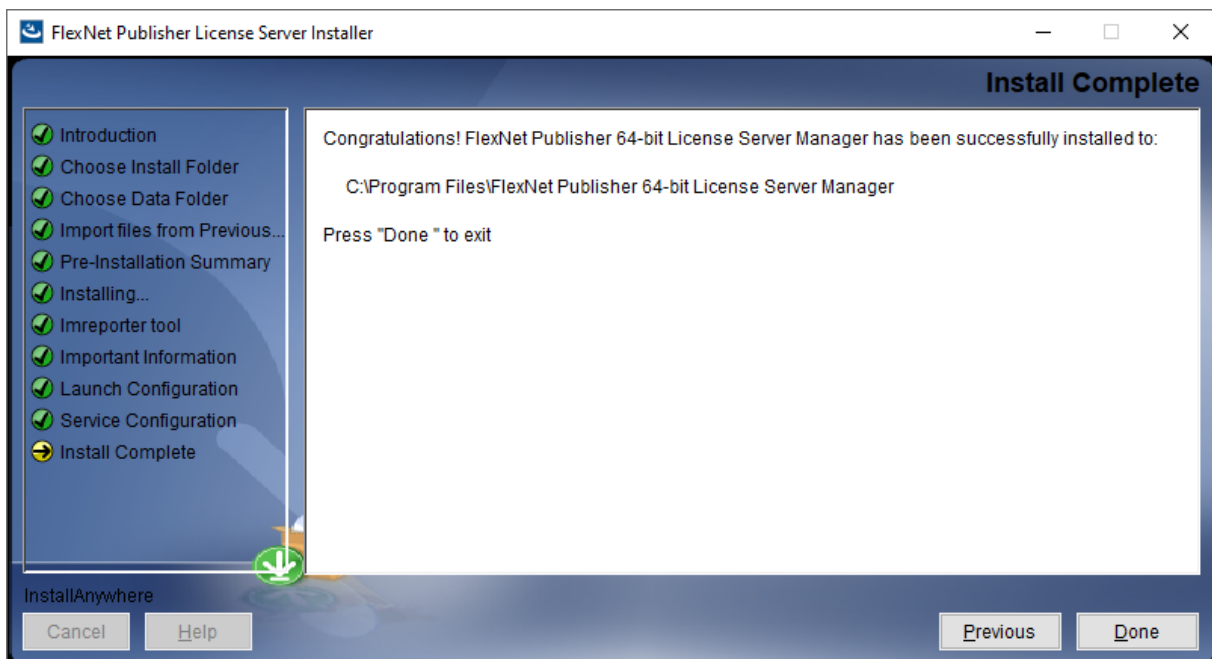 FlexNet Publisher License Server Installer
Install Complete
Introduction
Choose Install Folder
Choose Data Folder
Import files from Previous...
Pre-Installation Summary
Installing...
lmreporter tool
Important Information
Launch Configuration
Service Configuration
Install Complete
Congratulations! FlexNet Publisher 64-bit License Server Manager has been successfully installed to:
C:\Program Files\FlexNet Publisher 64-bit License Server Manager
Press "Done " to exit
InstallAnywhere
Cancel
Help
Previous
Done